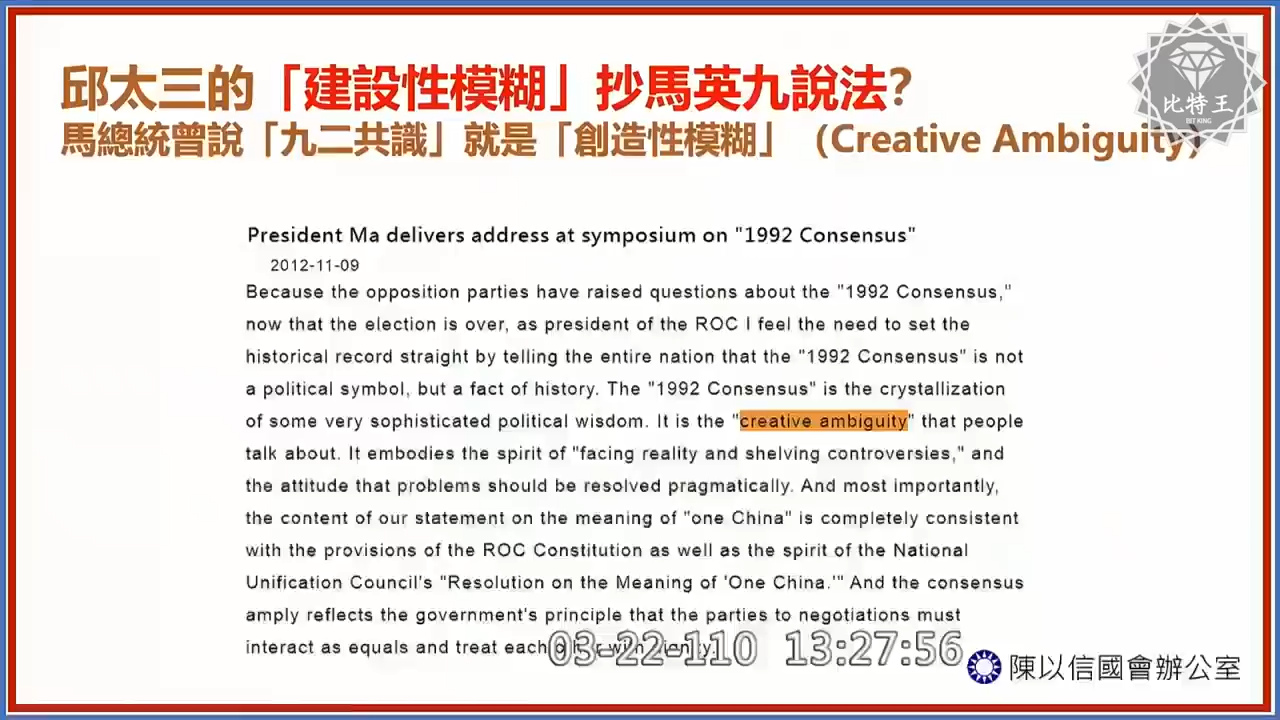 邱太三的「建設性模糊」抄馬英九說法?
馬總統曾說「九二共識」就是「創造性模糊」（Creative Ambiguity）
比特王
BIT KING
President Ma delivers address at symposium on "1992 Consensus"
2012-11-09
Because the opposition parties have raised questions about the "1992 Consensus,"
now that the election is over, as president of the ROC I feel the need to set the
historical record straight by telling the entire nation that the "1992 Consensus" is not
a political symbol, but a fact of history. The "1992 Consensus" is the crystallization
of some very sophisticated political wisdom. It is the "creative ambiguity" that people
talk about. It embodies the spirit of "facing reality and shelving controversies," and
the attitude that problems should be resolved pragmatically. And most importantly,
the content of our statement on the meaning of "one China" is completely consistent
with the provisions of the ROC Constitution as well as the spirit of the National
Unification Council's "Resolution on the Meaning of 'One China.'" And the consensus
amply reflects the government's principle that the parties to negotiations must
interact as equals and treat each
03-22-110 13:27:56
陳以信國會辦公室